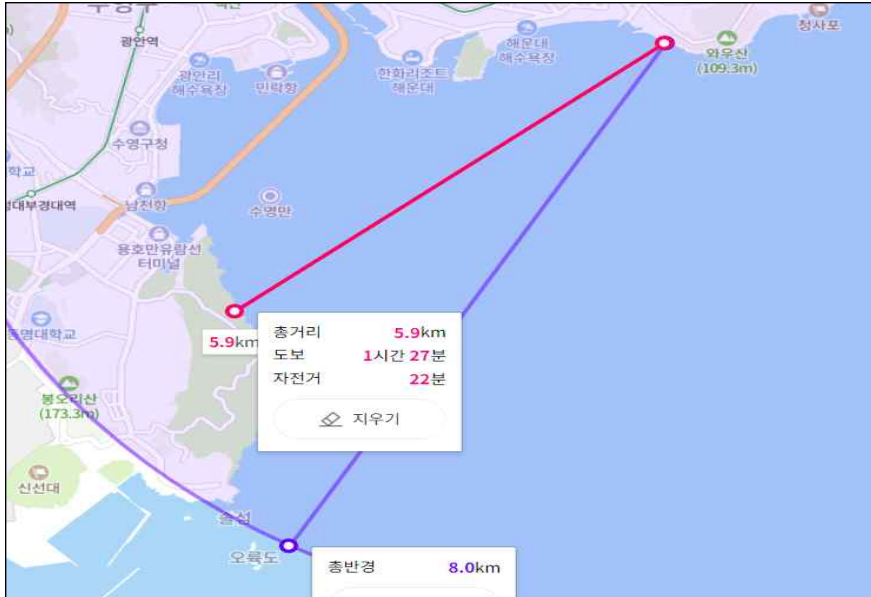 수영구
광안역
광안리
해수욕장
민락항
한화리조트
해운대
해운대
해수욕장
청사포
와우산
(109.3m)
수영구청
학교
성대부경대역
남천항
수영만
용호만유람선
터미널
5.9km
총거리 5.9km
도보 1시간 27분
자전거 22분
지우기
동명대학교
봉오리산
(173.3m)
신선대
솔섬
오륙도
총반경 8.0km